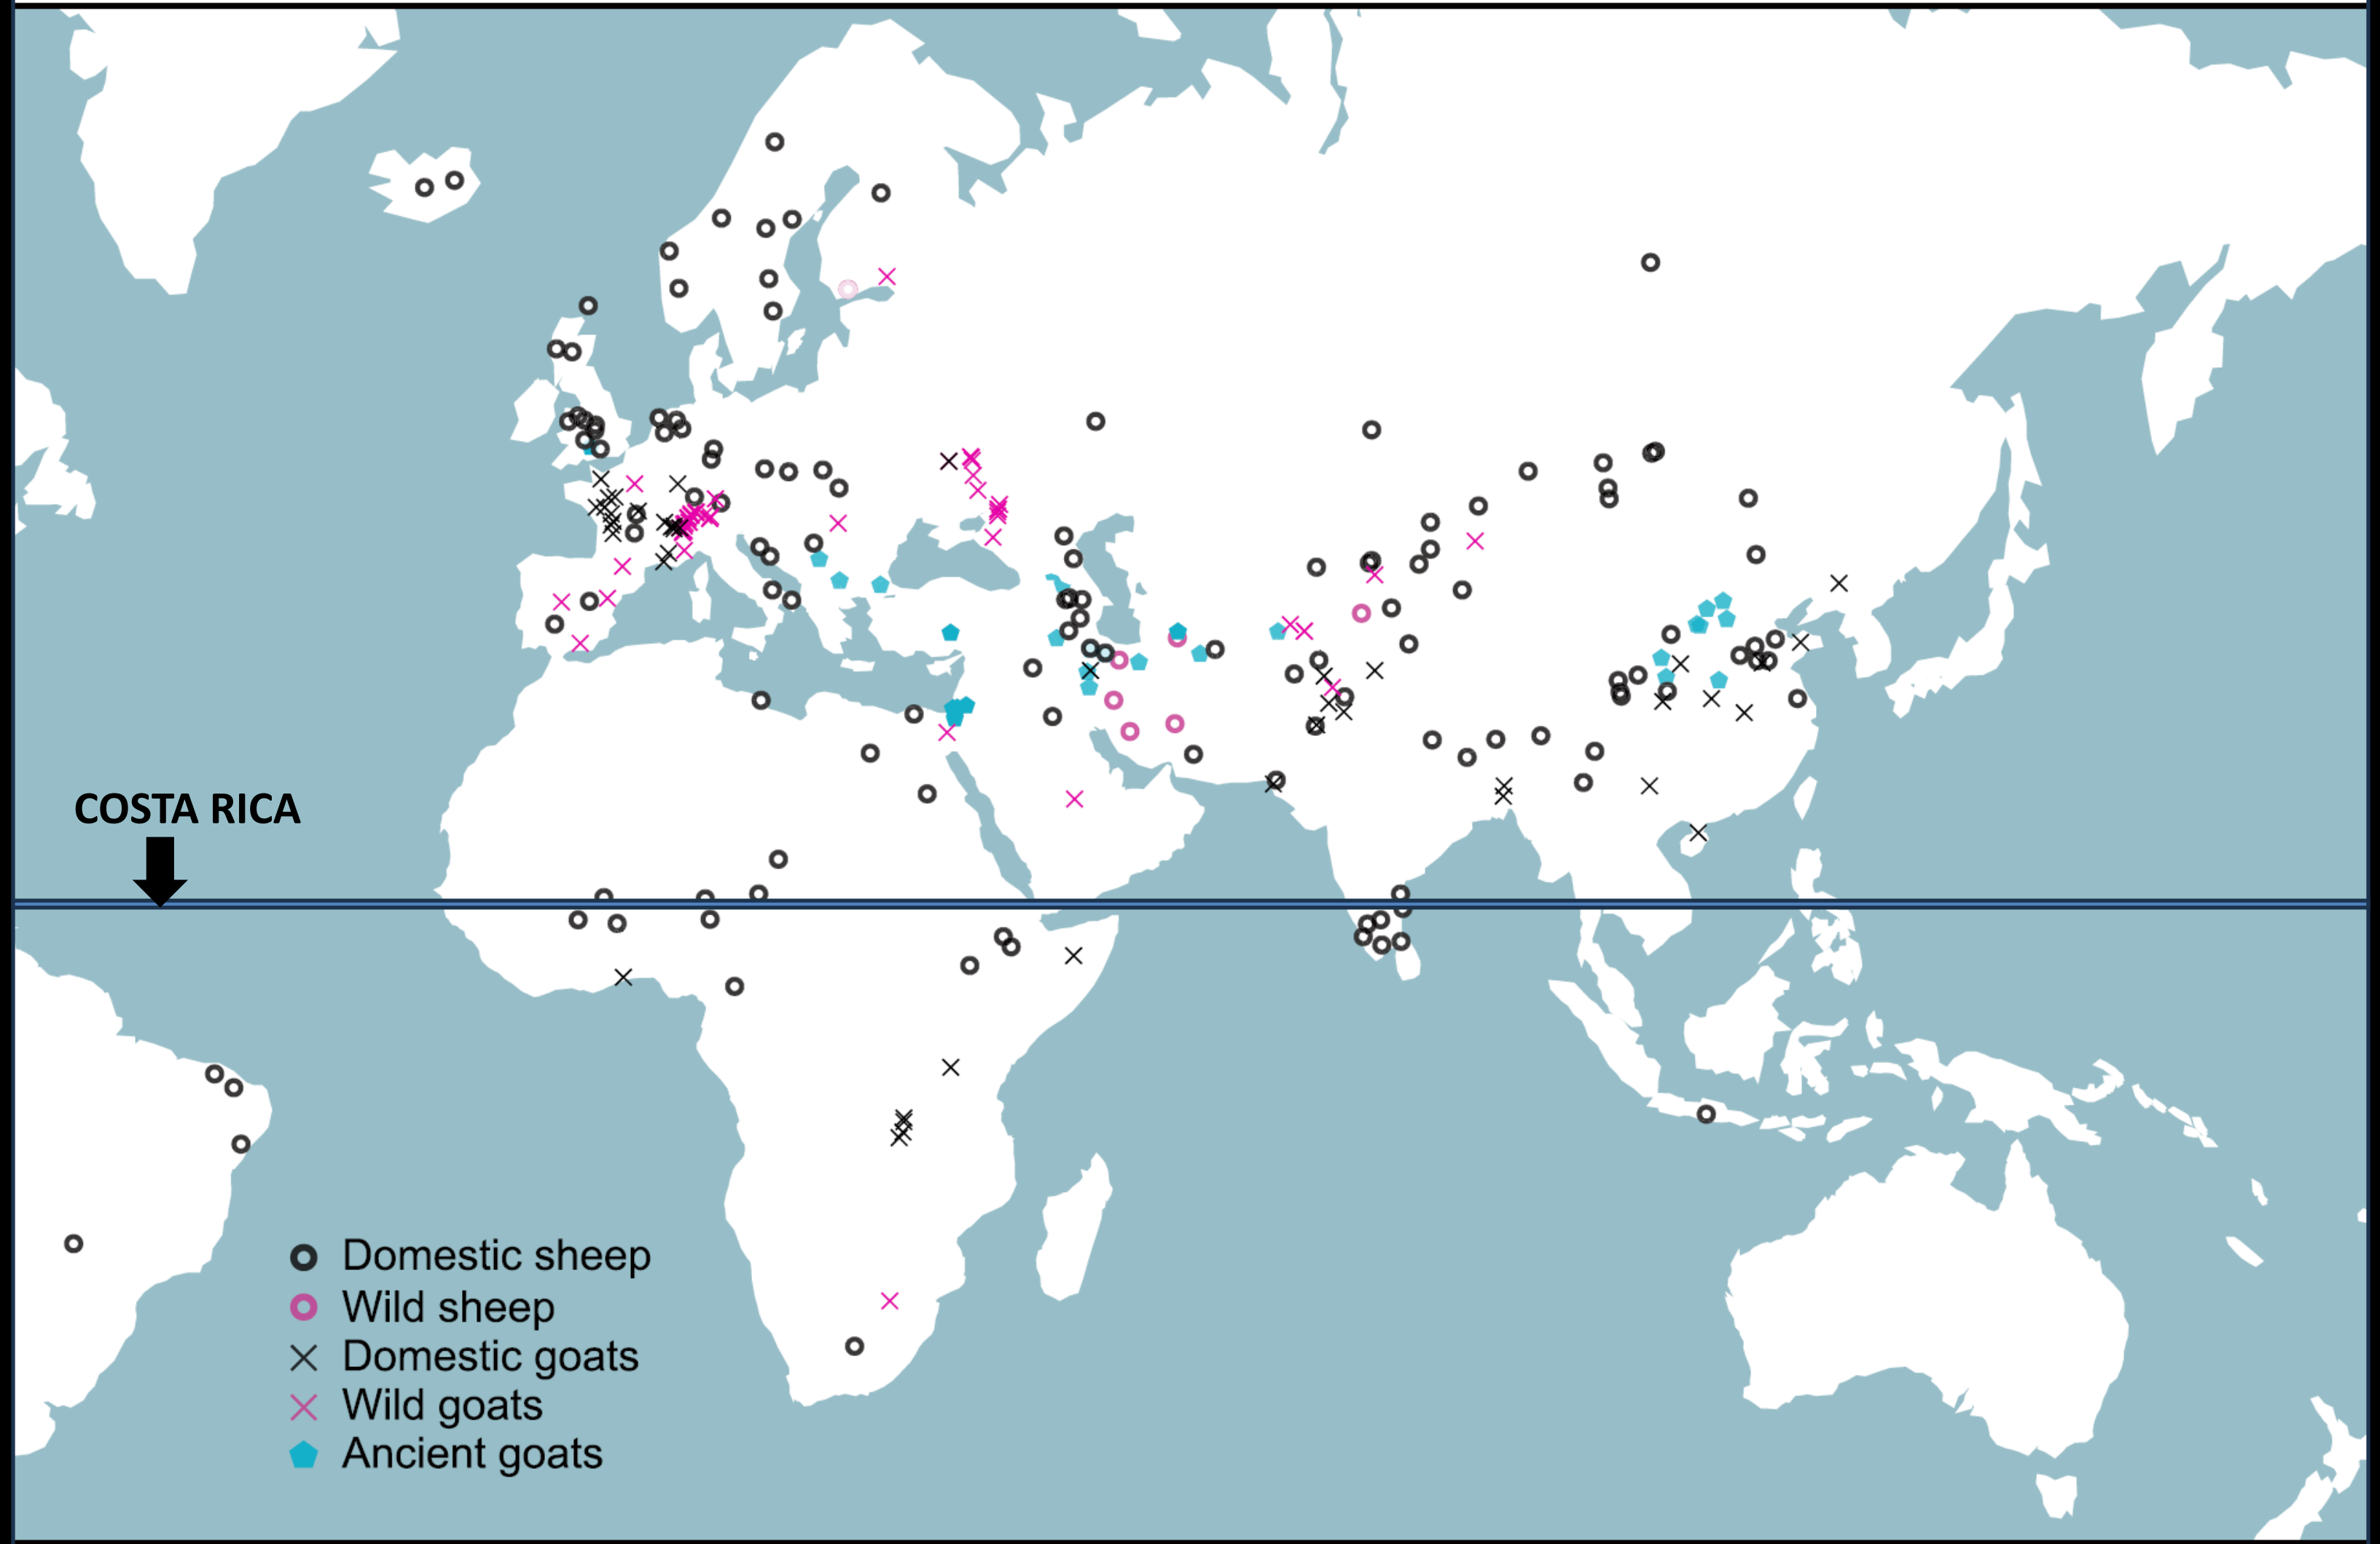 COSTA RICA
Domestic sheep
Wild sheep
Domestic goats
Wild goats
Ancient goats